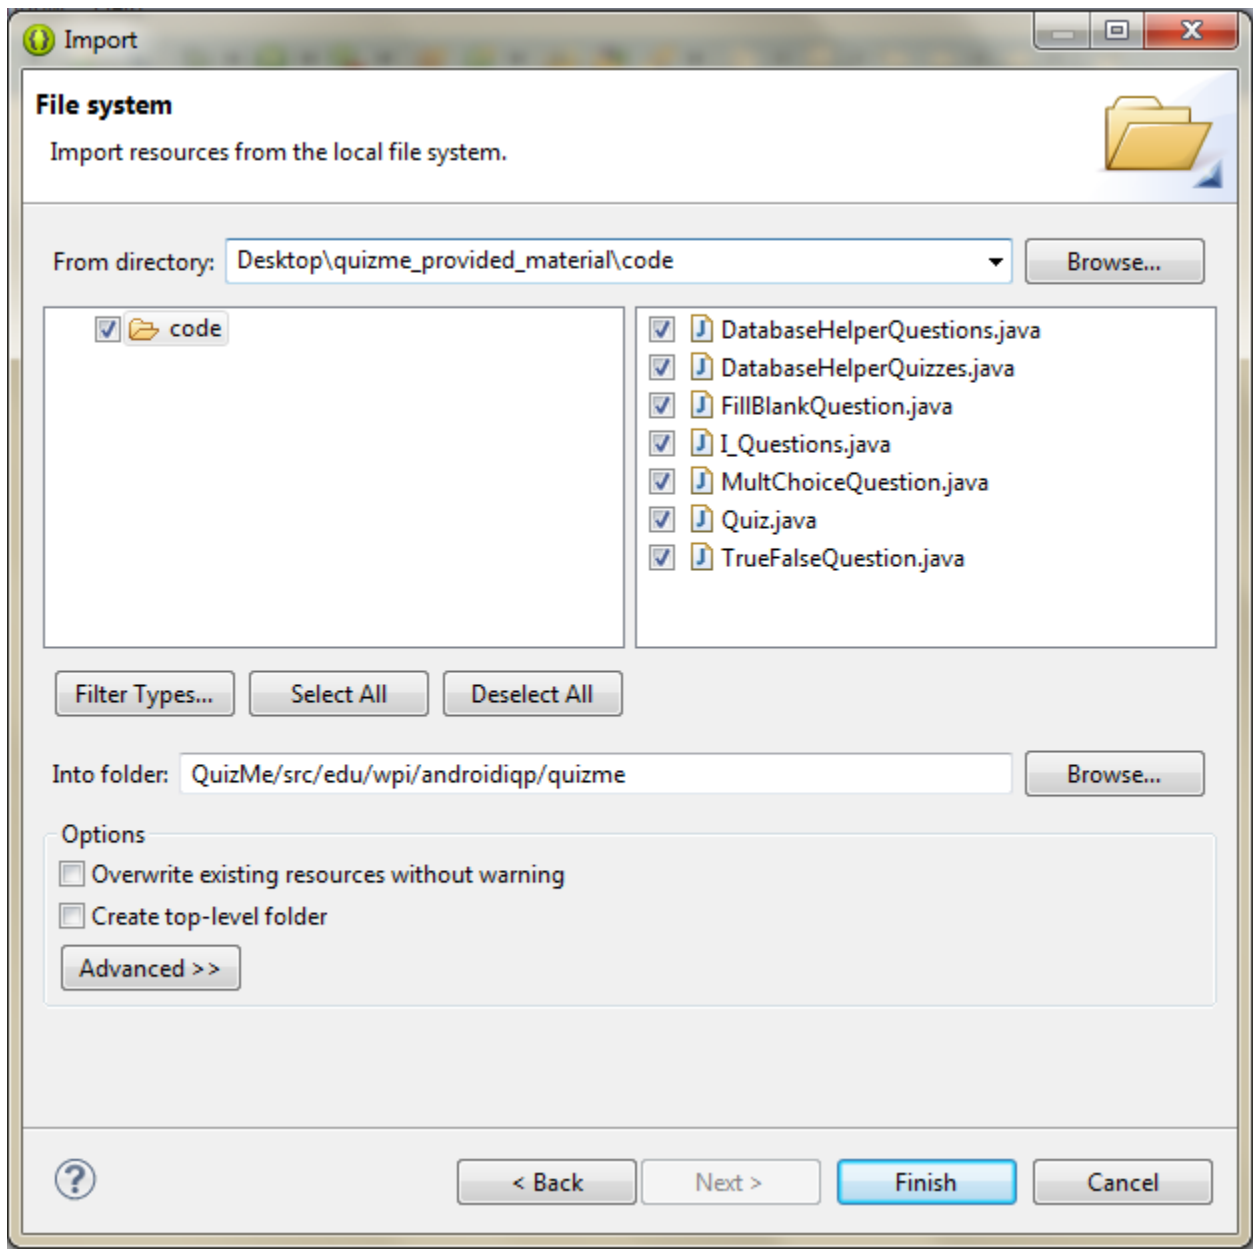 Import
File system
Import resources from the local file system.
From directory: Desktop\quizme_provided_material\code Browse...
code
DatabaseHelperQuestions.java
DatabaseHelperQuizzes.java
FillBlankQuestion.java
I_Questions.java
MultChoiceQuestion.java
Quiz.java
TrueFalseQuestion.java
Filter Types... Select All Deselect All
Into folder: QuizMe/src/edu/wpi/androidiqp/quizme Browse...
Options
Overwrite existing resources without warning
Create top-level folder
Advanced >>
? < Back Next > Finish Cancel